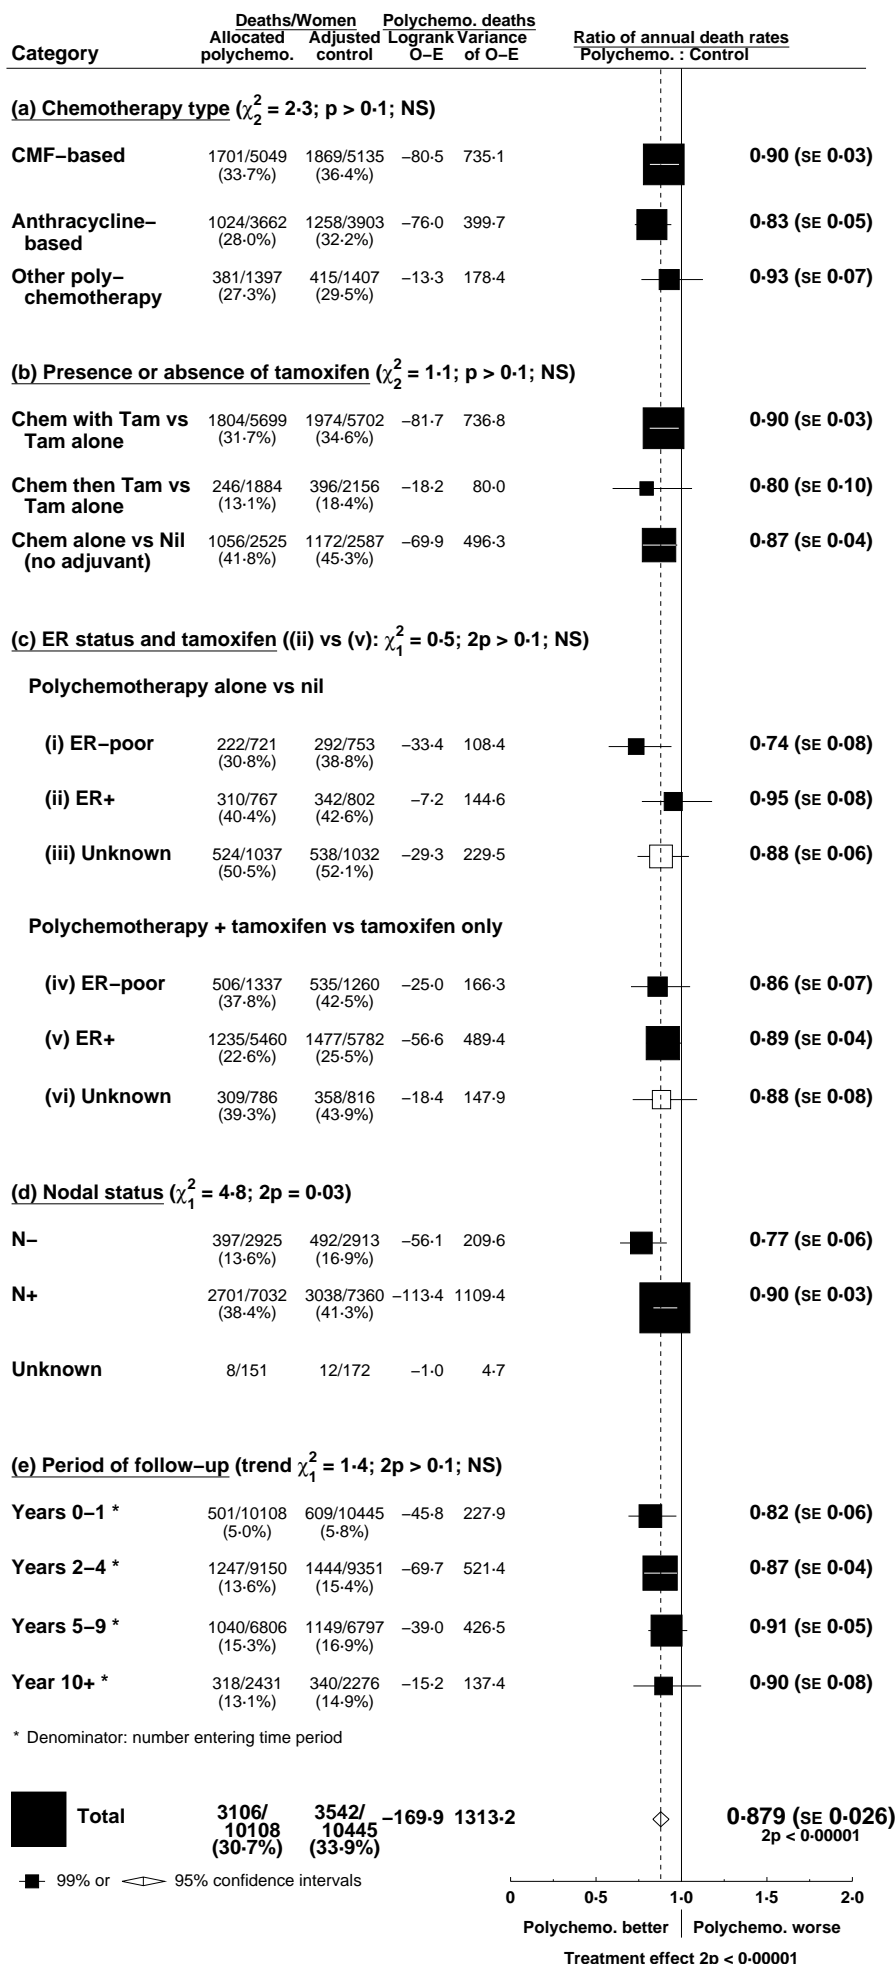 Deaths/Women Polychemo. deaths
Allocated Adjusted Logrank Variance Ratio of annual death rates
Category polychemo. control O–E of O–E Polychemo. : Control
(a) Chemotherapy type (χ²₂ = 2·3; p > 0·1; NS)
CMF–based 1701/5049 1869/5135 –80·5 735·1 0·90 (SE 0·03)
(33·7%) (36·4%)
Anthracycline– 1024/3662 1258/3903 –76·0 399·7 0·83 (SE 0·05)
based (28·0%) (32·2%)
Other poly– 381/1397 415/1407 –13·3 178·4 0·93 (SE 0·07)
chemotherapy (27·3%) (29·5%)
(b) Presence or absence of tamoxifen (χ²₂ = 1·1; p > 0·1; NS)
Chem with Tam vs 1804/5699 1974/5702 –81·7 736·8 0·90 (SE 0·03)
Tam alone (31·7%) (34·6%)
Chem then Tam vs 246/1884 396/2156 –18·2 80·0 0·80 (SE 0·10)
Tam alone (13·1%) (18·4%)
Chem alone vs Nil 1056/2525 1172/2587 –69·9 496·3 0·87 (SE 0·04)
(no adjuvant) (41·8%) (45·3%)
(c) ER status and tamoxifen ((ii) vs (v): χ²₁ = 0·5; 2p > 0·1; NS)
Polychemotherapy alone vs nil
(i) ER–poor 222/721 292/753 –33·4 108·4 0·74 (SE 0·08)
(30·8%) (38·8%)
(ii) ER+ 310/767 342/802 –7·2 144·6 0·95 (SE 0·08)
(40·4%) (42·6%)
(iii) Unknown 524/1037 538/1032 –29·3 229·5 0·88 (SE 0·06)
(50·5%) (52·1%)
Polychemotherapy + tamoxifen vs tamoxifen only
(iv) ER–poor 506/1337 535/1260 –25·0 166·3 0·86 (SE 0·07)
(37·8%) (42·5%)
(v) ER+ 1235/5460 1477/5782 –56·6 489·4 0·89 (SE 0·04)
(22·6%) (25·5%)
(vi) Unknown 309/786 358/816 –18·4 147·9 0·88 (SE 0·08)
(39·3%) (43·9%)
(d) Nodal status (χ²₁ = 4·8; 2p = 0·03)
N– 397/2925 492/2913 –56·1 209·6 0·77 (SE 0·06)
(13·6%) (16·9%)
N+ 2701/7032 3038/7360 –113·4 1109·4 0·90 (SE 0·03)
(38·4%) (41·3%)
Unknown 8/151 12/172 –1·0 4·7
(e) Period of follow–up (trend χ²₁ = 1·4; 2p > 0·1; NS)
Years 0–1 * 501/10108 609/10445 –45·8 227·9 0·82 (SE 0·06)
(5·0%) (5·8%)
Years 2–4 * 1247/9150 1444/9351 –69·7 521·4 0·87 (SE 0·04)
(13·6%) (15·4%)
Years 5–9 * 1040/6806 1149/6797 –39·0 426·5 0·91 (SE 0·05)
(15·3%) (16·9%)
Year 10+ * 318/2431 340/2276 –15·2 137·4 0·90 (SE 0·08)
(13·1%) (14·9%)
* Denominator: number entering time period
Total 3106/ 3542/ –169·9 1313·2 0·879 (SE 0·026)
10108 10445 2p < 0·00001
(30·7%) (33·9%)
99% or 95% confidence intervals
0 0·5 1·0 1·5 2·0
Polychemo. better Polychemo. worse
Treatment effect 2p < 0·00001